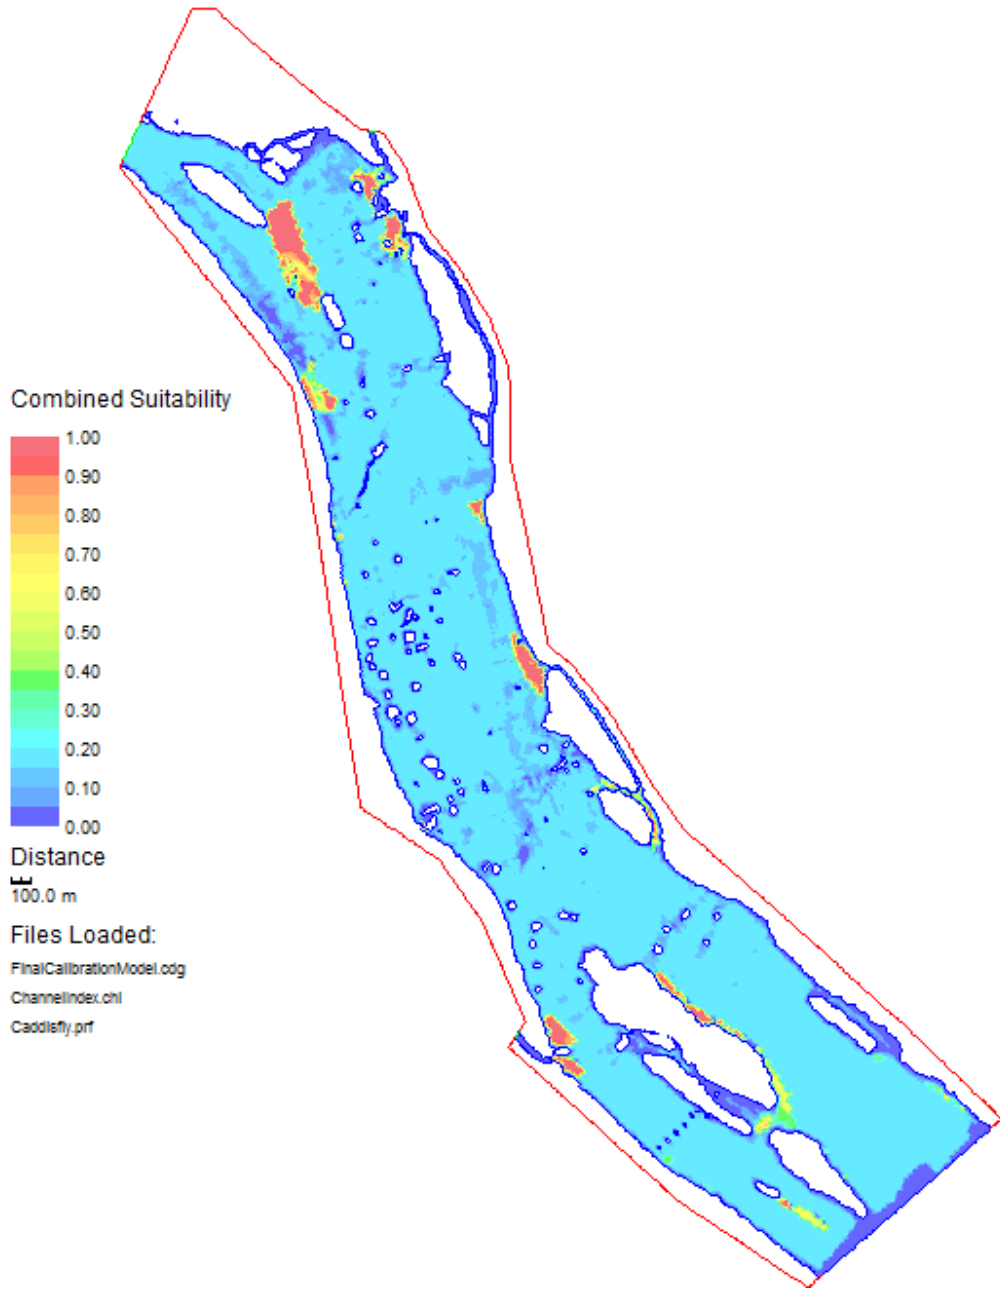 Combined Suitability
1.00
0.90
0.80
0.70
0.60
0.50
0.40
0.30
0.20
0.10
0.00
Distance
100.0 m
Files Loaded:
FinalCalibrationModel.cdg
ChannelIndex.chl
Caddisfly.prf